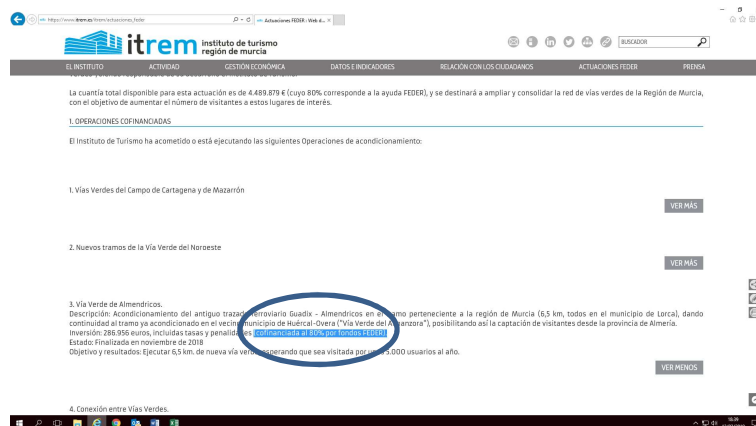 https://www.itrem.es/itrem/actuaciones_feder
Actuaciones FEDER - Web d...
itrem instituto de turismo
región de murcia
BUSCADOR
EL INSTITUTO ACTIVIDAD GESTIÓN ECONÓMICA DATOS E INDICADORES RELACIÓN CON LOS CIUDADANOS ACTUACIONES FEDER PRENSA
La cuantía total disponible para esta actuación es de 4.489.879 € (cuyo 80% corresponde a la ayuda FEDER), y se destinará a ampliar y consolidar la red de vías verdes de la Región de Murcia,
con el objetivo de aumentar el número de visitantes a estos lugares de interés.
1. OPERACIONES COFINANCIADAS
El Instituto de Turismo ha acometido o está ejecutando las siguientes Operaciones de acondicionamiento:
1. Vías Verdes del Campo de Cartagena y de Mazarrón
VER MÁS
2. Nuevos tramos de la Vía Verde del Noroeste
VER MÁS
3. Vía Verde de Almendricos.
Descripción: Acondicionamiento del antiguo trazado ferroviario Guadix - Almendricos en el tramo perteneciente a la región de Murcia (6,5 km, todos en el municipio de Lorca), dando
continuidad al tramo ya acondicionado en el vecino municipio de Huércal-Overa ("Vía Verde del Almanzora"), posibilitando así la captación de visitantes desde la provincia de Almería.
Inversión: 286.956 euros, incluidas tasas y penalidades (cofinanciada al 80% por fondos FEDER).
Estado: Finalizada en noviembre de 2018
Objetivo y resultados: Ejecutar 6,5 km. de nueva vía verde, esperando que sea visitada por 5.000 usuarios al año.
VER MENOS
4. Conexión entre Vías Verdes.